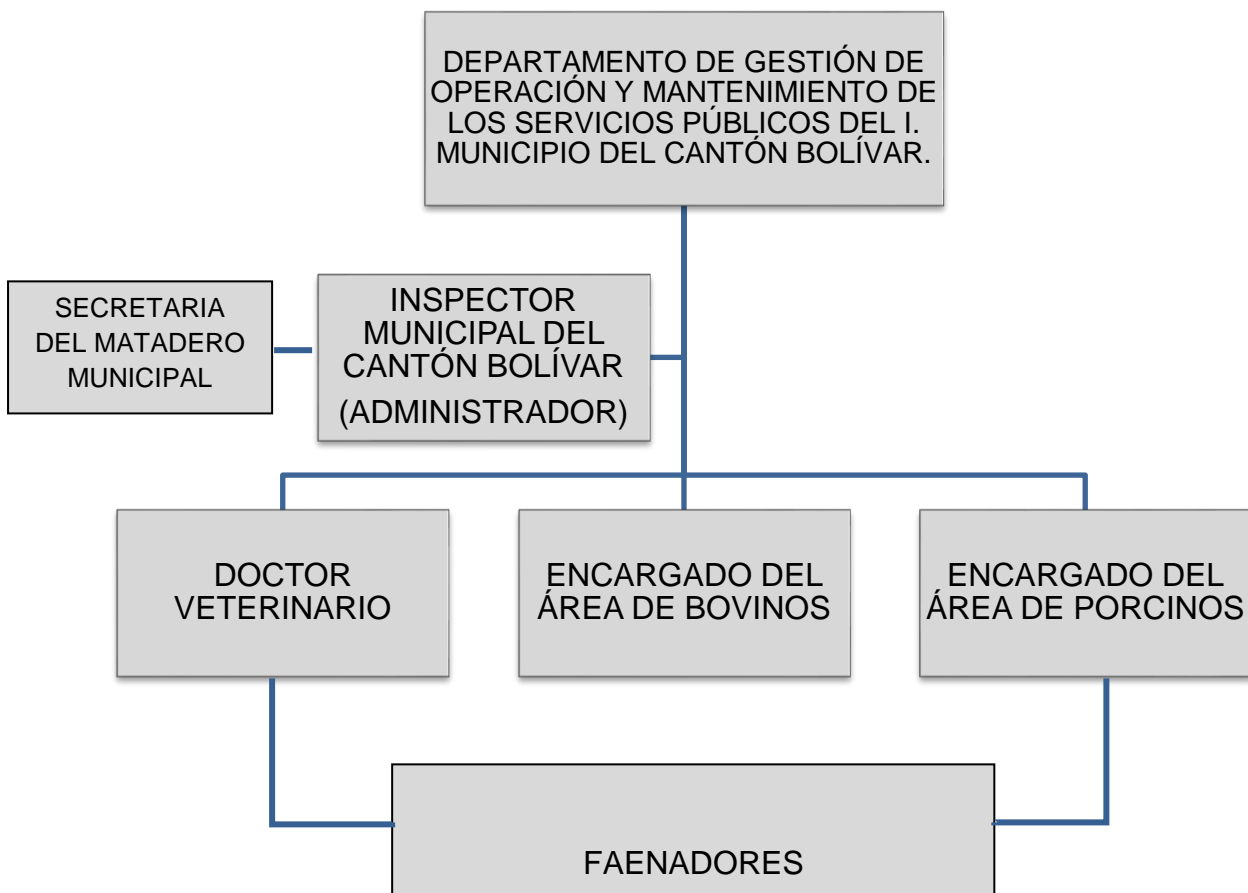 DEPARTAMENTO DE GESTIÓN DE
OPERACIÓN Y MANTENIMIENTO DE
LOS SERVICIOS PÚBLICOS DEL I.
MUNICIPIO DEL CANTÓN BOLÍVAR.
SECRETARIA
DEL MATADERO
MUNICIPAL
INSPECTOR
MUNICIPAL DEL
CANTÓN BOLÍVAR
(ADMINISTRADOR)
DOCTOR
VETERINARIO
ENCARGADO DEL
ÁREA DE BOVINOS
ENCARGADO DEL
ÁREA DE PORCINOS
FAENADORES